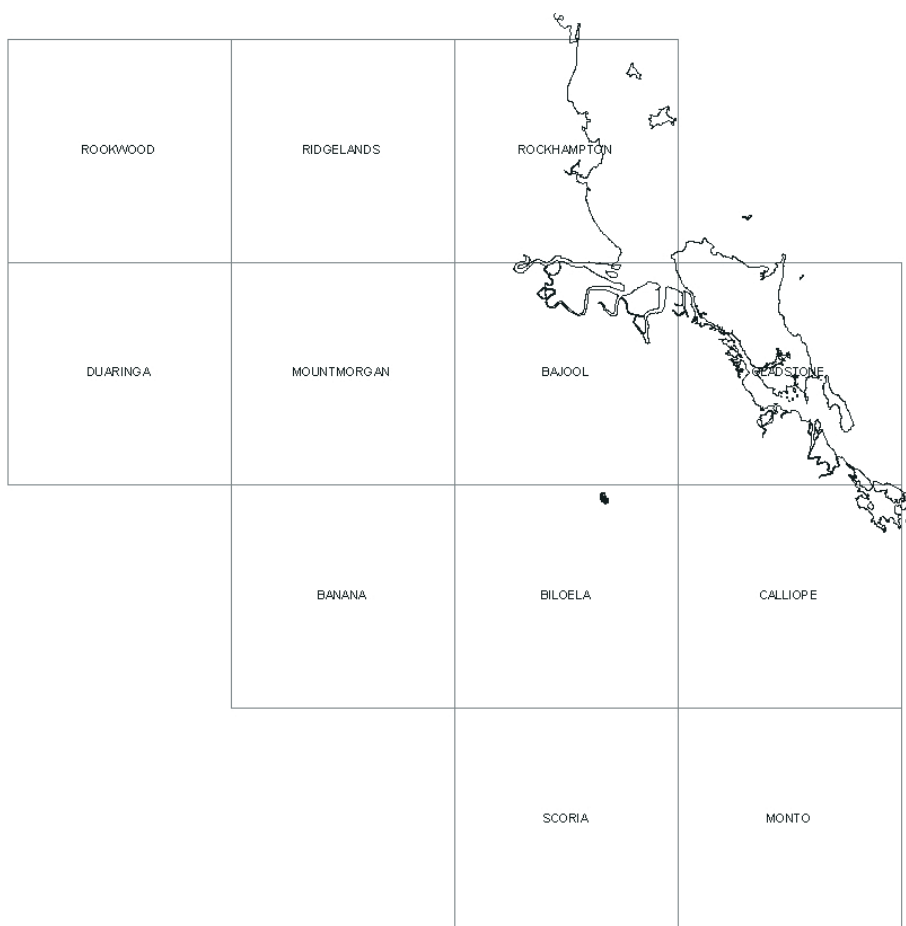 ROOKWOOD
RIDGELANDS
ROCKHAMPTON
DUARINGA
MOUNTMORGAN
BAJOOL
GLADSTONE
BANANA
BILOELA
CALLIOPE
SCORIA
MONTO